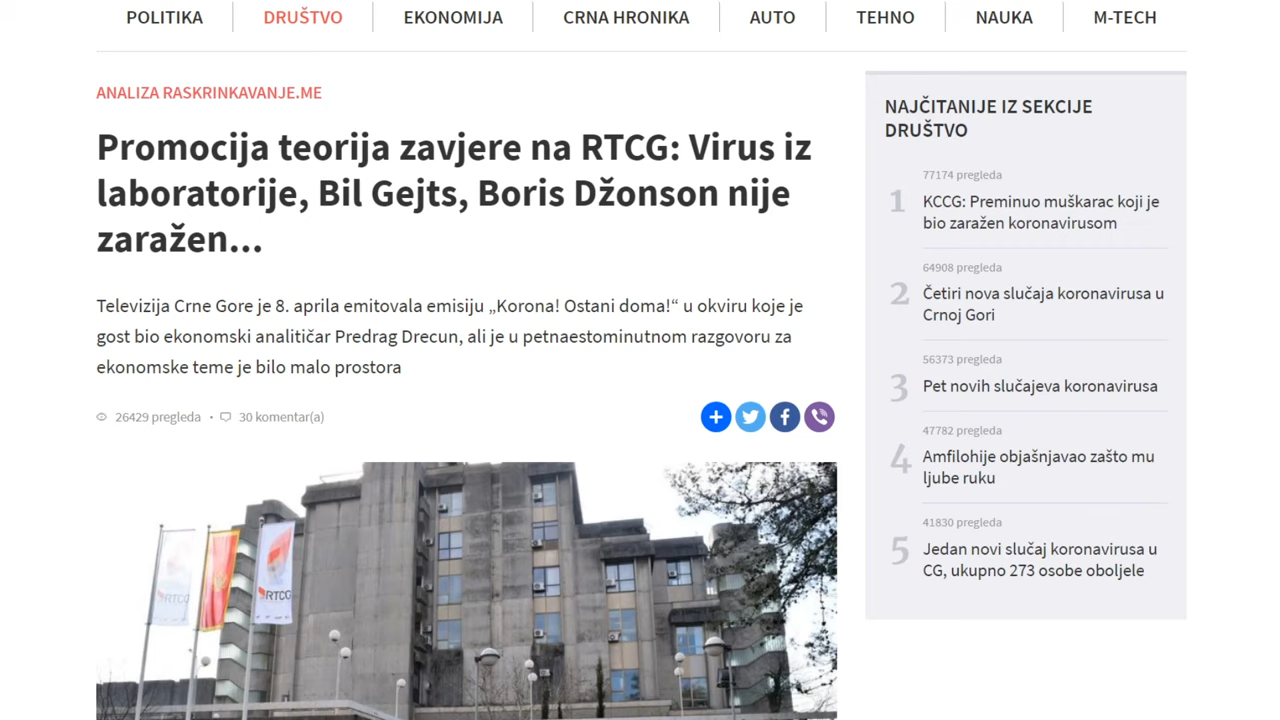 POLITIKA
DRUŠTVO
EKONOMIJA
CRNA HRONIKA
AUTO
TEHNO
NAUKA
M-TECH
ANALIZA RASKRINKAVANJE.ME
Promocija teorija zavjere na RTCG: Virus iz
laboratorije, Bil Gejts, Boris Džonson nije
zaražen...
Televizija Crne Gore je 8. aprila emitovala emisiju „Korona! Ostani doma!“ u okviru koje je
gost bio ekonomski analitičar Predrag Drecun, ali je u petnaestominutnom razgovoru za
ekonomske teme je bilo malo prostora
26429 pregleda • 30 komentar(a)
RTCG
RTCG
NAJČITANIJE IZ SEKCIJE
DRUŠTVO
77174 pregleda
1
KCCG: Preminuo muškarac koji je
bio zaražen koronavirusom
64908 pregleda
2
Četiri nova slučaja koronavirusa u
Crnoj Gori
56373 pregleda
3
Pet novih slučajeva koronavirusa
47782 pregleda
4
Amfilohije objašnjavao zašto mu
ljube ruku
41830 pregleda
5
Jedan novi slučaj koronavirusa u
CG, ukupno 273 osobe oboljele